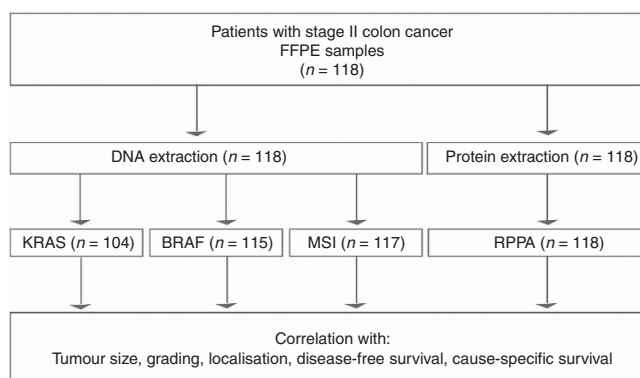 Patients with stage II colon cancer
FFPE samples
(n = 118)
DNA extraction (n = 118)
Protein extraction (n = 118)
KRAS (n = 104)
BRAF (n = 115)
MSI (n = 117)
RPPA (n = 118)
Correlation with:
Tumour size, grading, localisation, disease-free survival, cause-specific survival